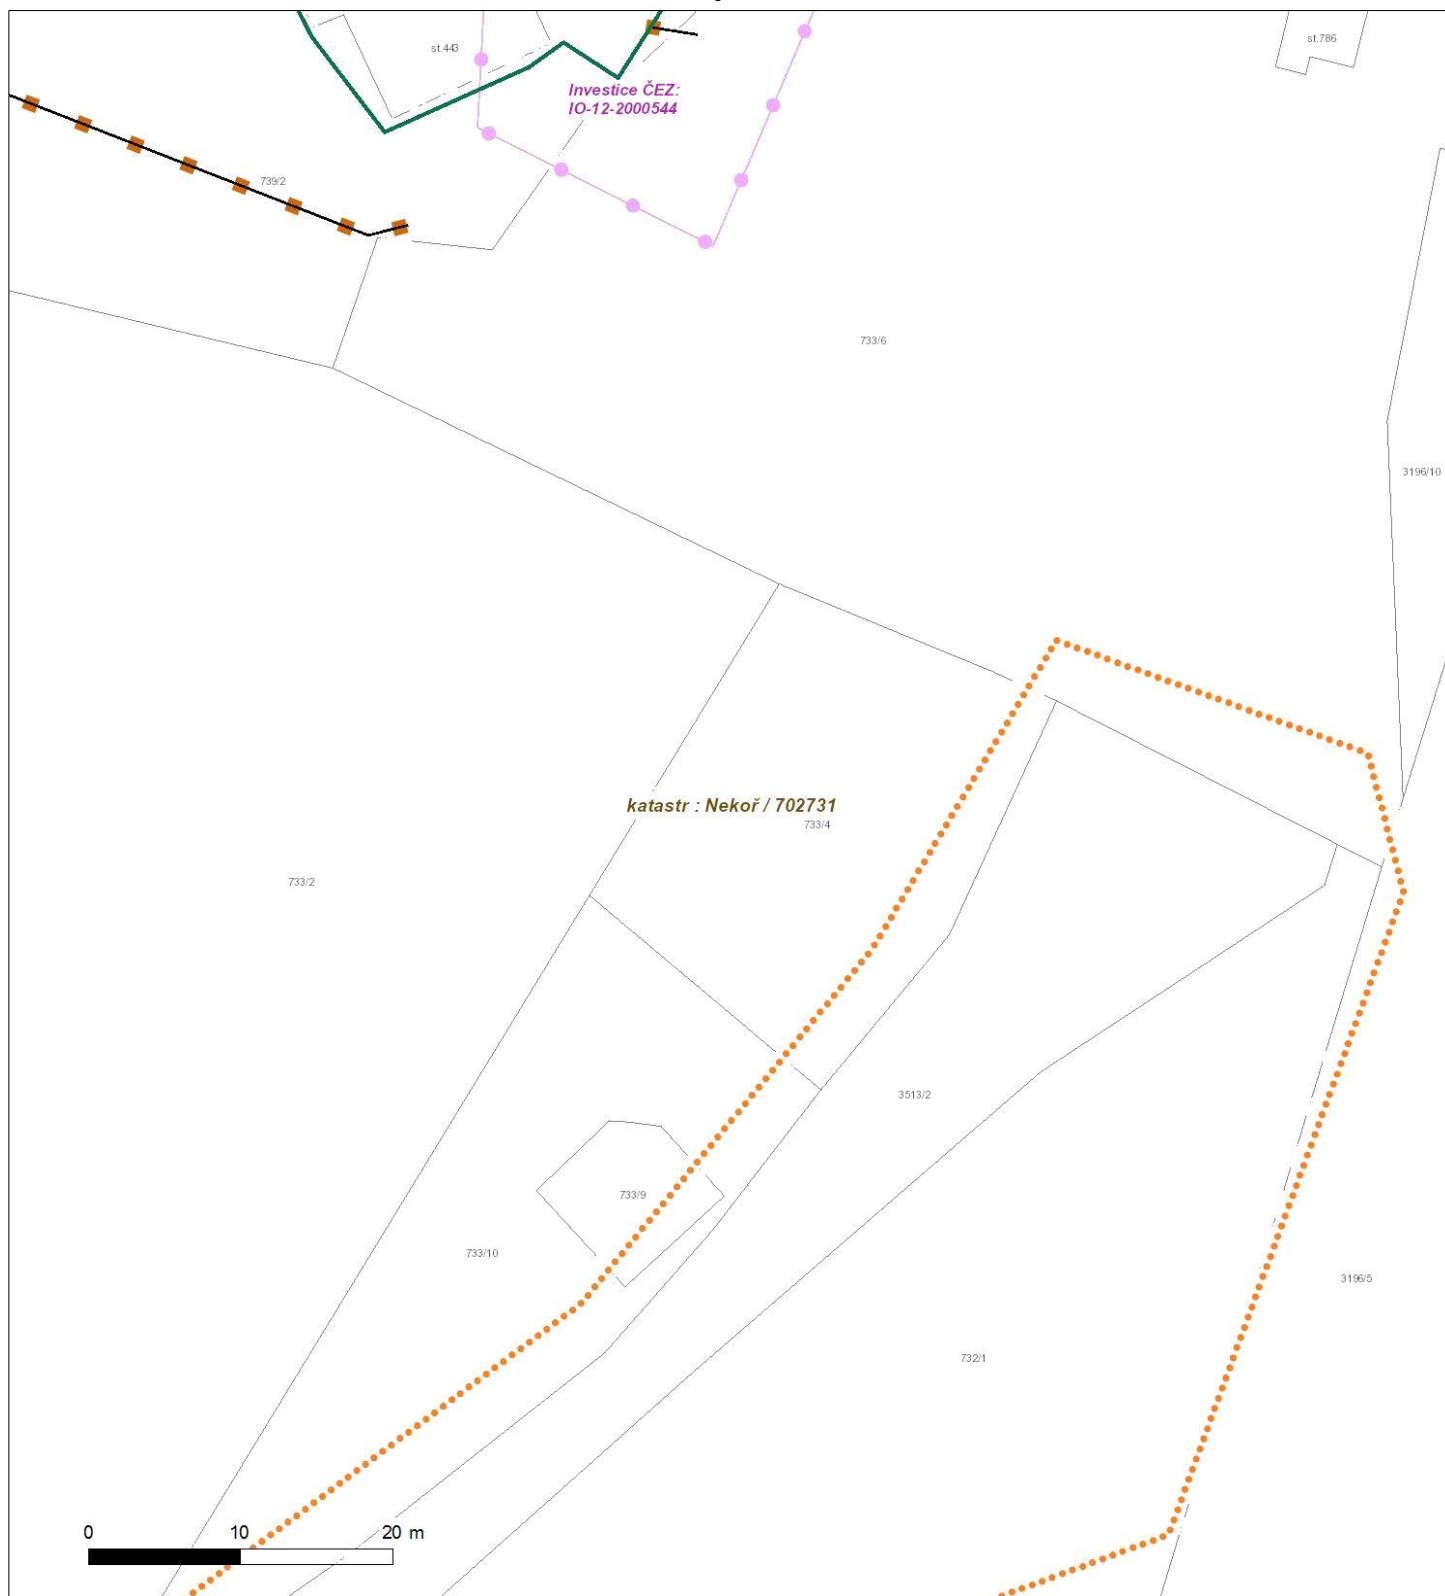 st.443
st.786
Investice ČEZ:
IO-12-2000544
739/2
733/6
3196/10
katastr : Nekoř / 702731
733/4
733/2
3513/2
733/9
733/10
3196/5
732/1
0 10 20 m